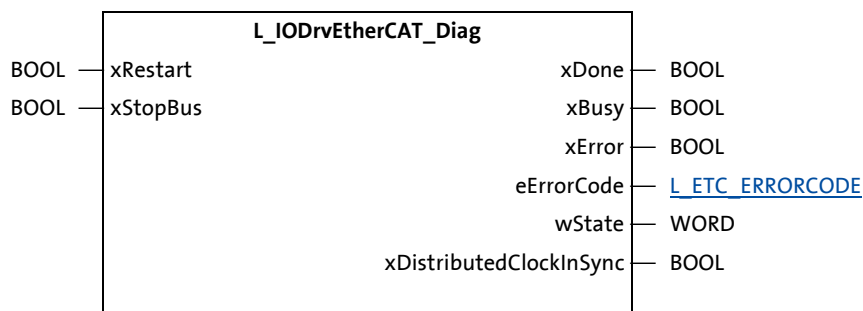 L_IODrvEtherCAT_Diag
BOOL xRestart xDone BOOL
BOOL xStopBus xBusy BOOL
xError BOOL
eErrorCode L_ETC_ERRORCODE
wState WORD
xDistributedClockInSync BOOL